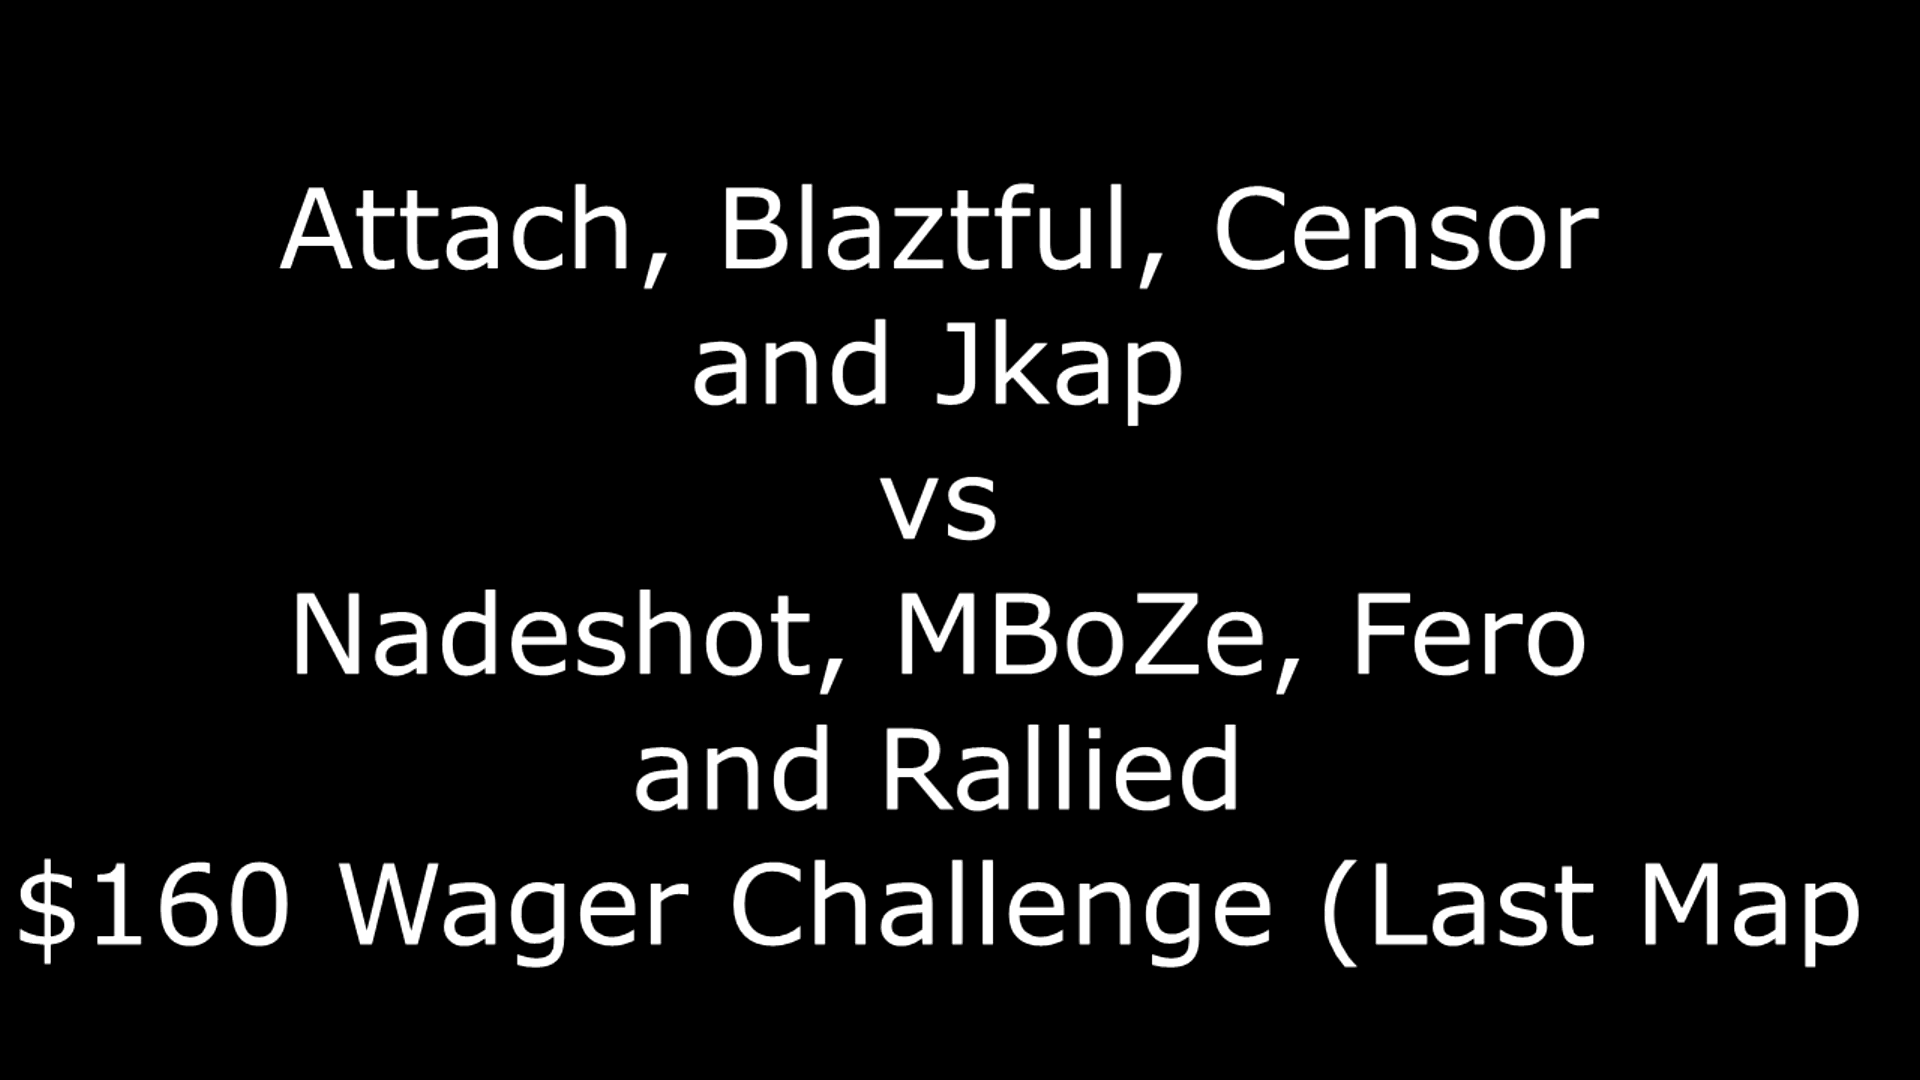 Attach, Blaztful, Censor
and Jkap
vs
Nadeshot, MBoZe, Fero
and Rallied
$160 Wager Challenge (Last Map